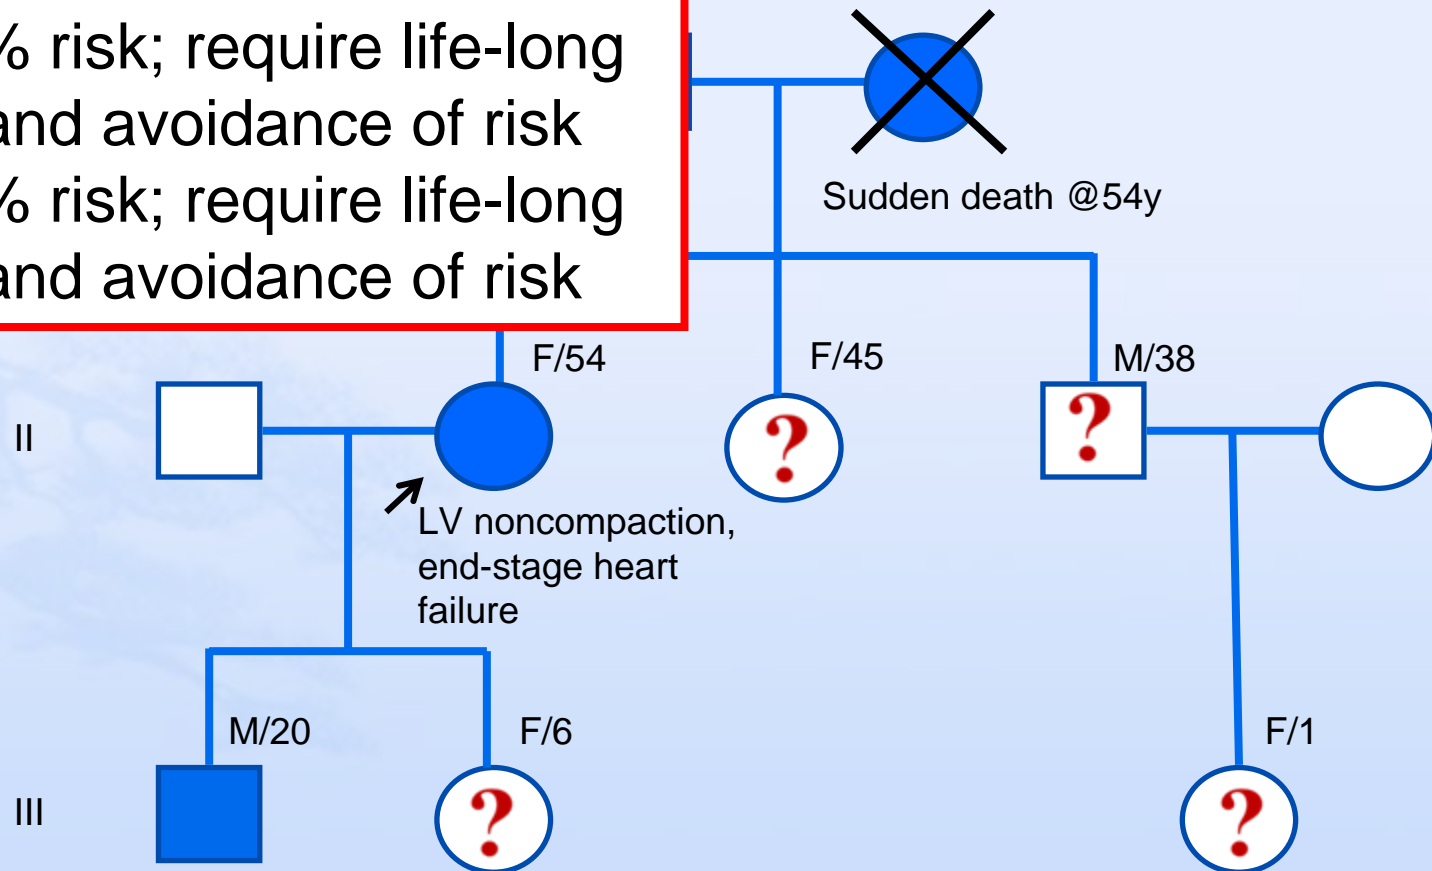 % risk; require life-long
and avoidance of risk
% risk; require life-long
and avoidance of risk
Sudden death @54y
F/54
F/45
M/38
II
?
?
LV noncompaction,
end-stage heart
failure
M/20
F/6
F/1
III
?
?